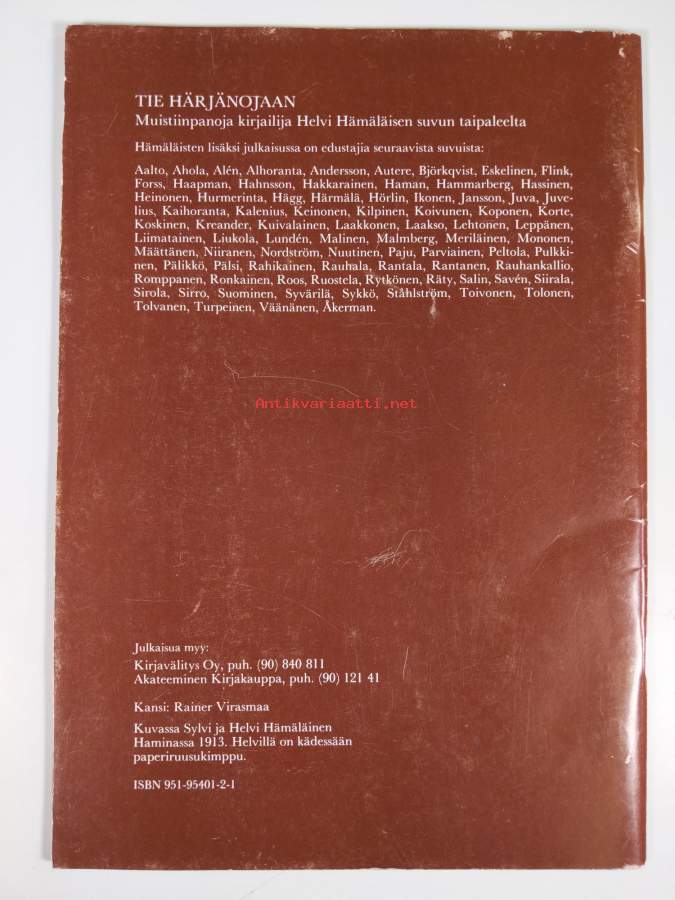 TIE HÄRJÄNOJAAN
Muistiinpanoja kirjailija Helvi Hämäläisen suvun taipaleelta
Hämäläisten lisäksi julkaisussa on edustajia seuraavista suvuista:
Aalto, Ahola, Alén, Alhoranta, Andersson, Autere, Björkqvist, Eskelinen, Flink,
Forss, Haapman, Hahnsson, Hakkarainen, Haman, Hammarberg, Hassinen,
Heinonen, Hurmerinta, Hägg, Härmälä, Hörlin, Ikonen, Jansson, Juva, Juve-
lius, Kaihoranta, Kalenius, Keinonen, Kilpinen, Koivunen, Koponen, Korte,
Koskinen, Kreander, Kuivalainen, Laakkonen, Laakso, Lehtonen, Leppänen,
Liimatainen, Liukola, Lundén, Malinen, Malmberg, Meriläinen, Mononen,
Määttänen, Niiranen, Nordström, Nuutinen, Paju, Parviainen, Peltola, Pulkki-
nen, Pälikkö, Pälsi, Rahikainen, Rauhala, Rantala, Rantanen, Rauhankallio,
Romppanen, Ronkainen, Roos, Ruostela, Rytkönen, Räty, Salin, Savén, Siirala,
Sirola, Sirro, Suominen, Syvärilä, Sykkö, Ståhlström, Toivonen, Tolonen,
Tolvanen, Turpeinen, Väänänen, Åkerman.
Antikvariaatti.net
Julkaisua myy:
Kirjavälitys Oy, puh. (90) 840 811
Akateeminen Kirjakauppa, puh. (90) 121 41
Kansi: Rainer Virasmaa
Kuvassa Sylvi ja Helvi Hämäläinen
Haminassa 1913. Helvillä on kädessään
paperiruusukimppu.
ISBN 951-95401-2-1